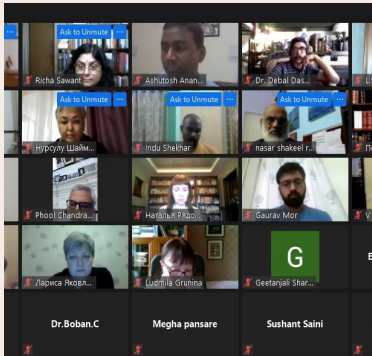 Ask to Unmute
Richa Sawant
Ashutosh Anan...
Dr. Debal Das...
Ask to Unmute
Ask to Unmute
Ask to Unmute
Нурсулу Шайм...
Indu Shekhar
nasar shakeel r...
Phool Chandra...
Наталья Рядо...
Gaurav Mor
V
Лариса Яковл...
Ludmila Grunina
G
Geetanjali Shar...
Dr.Boban.C
Megha pansare
Sushant Saini